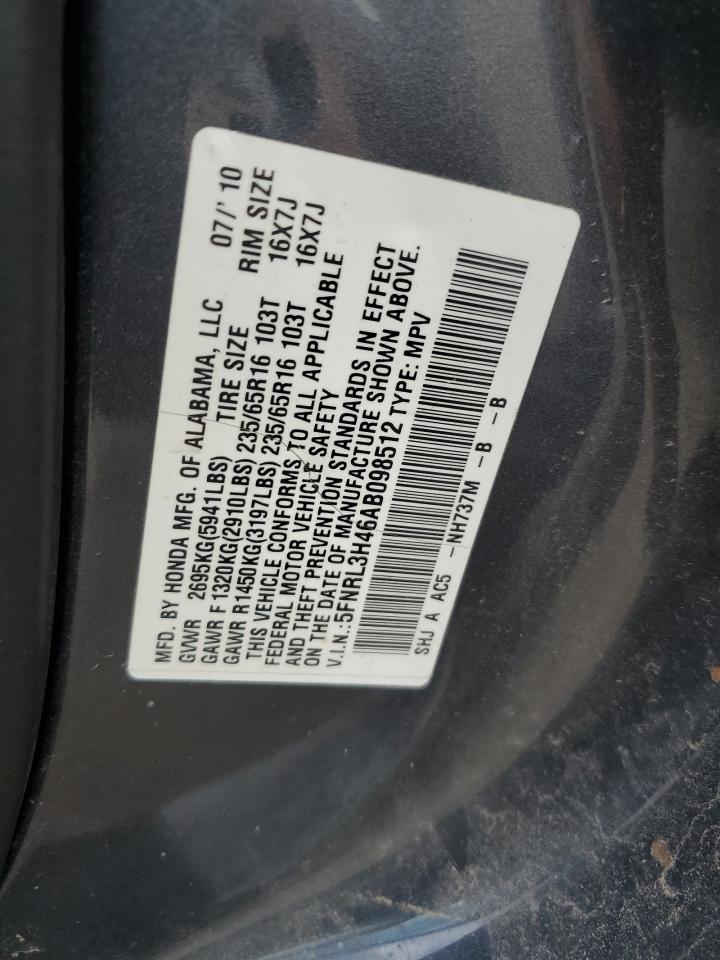 MFD. BY HONDA MFG. OF ALABAMA, LLC 07/' 10
GVWR 2695KG(5941LBS) TIRE SIZE RIM SIZE
GAWR F 1320KG(2910LBS) 235/65R16 103T 16X7J
GAWR R1450KG(3197LBS) 235/65R16 103T 16X7J
THIS VEHICLE CONFORMS TO ALL APPLICABLE
FEDERAL MOTOR VEHICLE SAFETY
AND THEFT PREVENTION STANDARDS IN EFFECT
ON THE DATE OF MANUFACTURE SHOWN ABOVE.
V.I.N.:5FNRL3H46AB098512 TYPE: MPV
SHJ A AC5 -NH737M -B -B